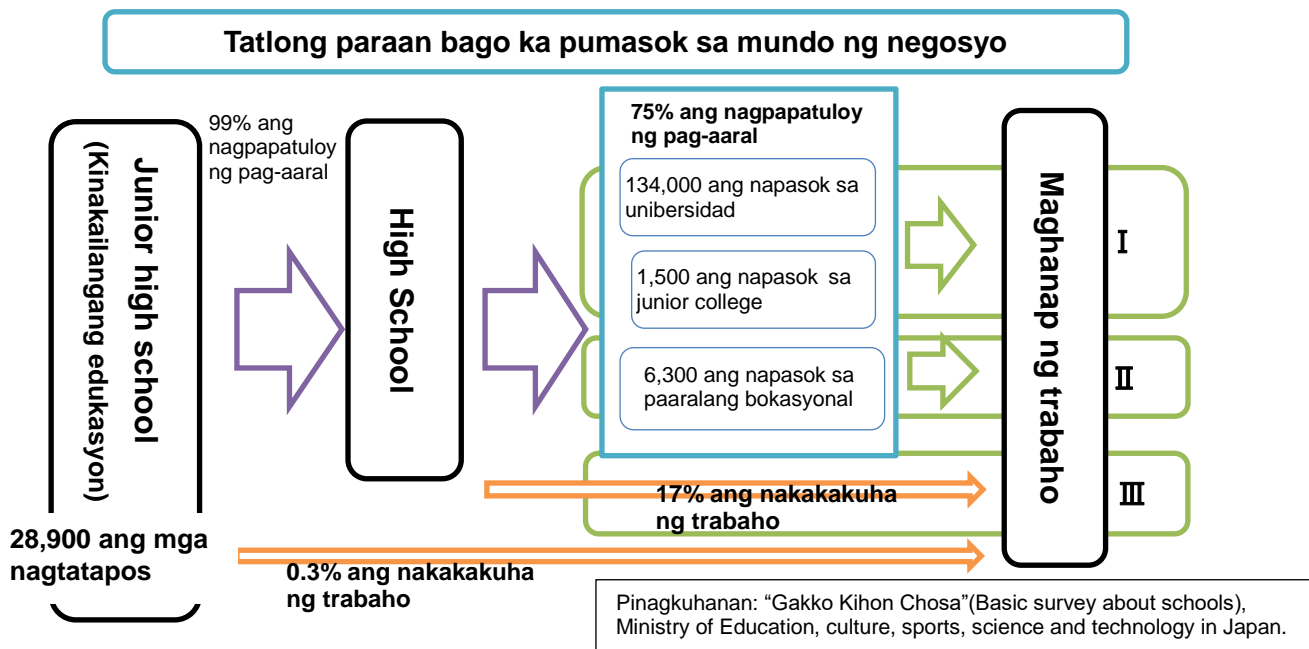 Tatlong paraan bago ka pumasok sa mundo ng negosyo
Junior high school
(Kinakailangang edukasyon)
28,900 ang mga
nagtatapos
99% ang
nagpapatuloy
ng pag-aaral
High School
75% ang nagpapatuloy
ng pag-aaral
134,000 ang napasok sa
unibersidad
1,500 ang napasok sa
junior college
6,300 ang napasok sa
paaralang bokasyonal
Maghanap ng trabaho
Ⅰ
Ⅱ
Ⅲ
17% ang nakakakuha
ng trabaho
0.3% ang nakakakuha
ng trabaho
Pinagkuhanan: “Gakko Kihon Chosa”(Basic survey about schools),
Ministry of Education, culture, sports, science and technology in Japan.